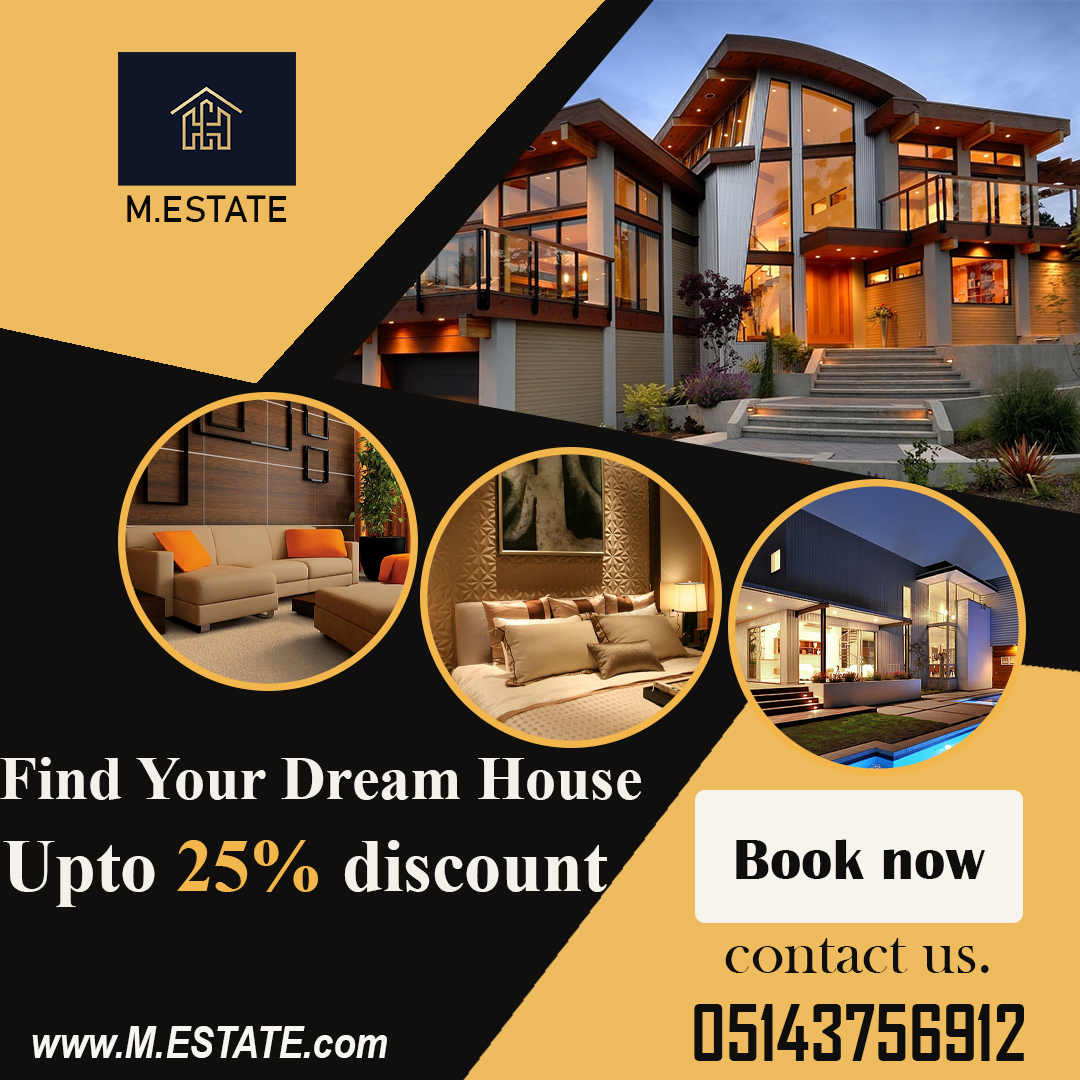 M.ESTATE
Find Your Dream House
Upto 25% discount
Book now
contact us.
05143756912
www.M.ESTATE.com